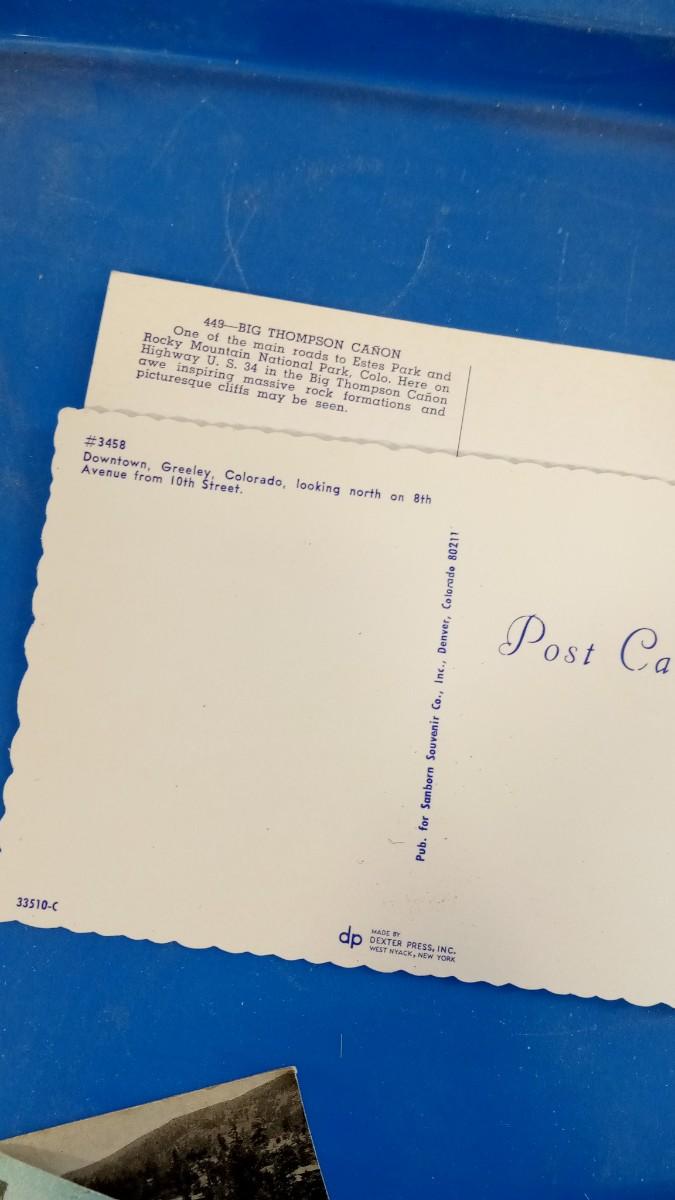 449—BIG THOMPSON CAÑON
One of the main roads to Estes Park and
Rocky Mountain National Park, Colo. Here on
Highway U. S. 34 in the Big Thompson Cañon
awe inspiring massive rock formations and
picturesque cliffs may be seen.
#3458
Downtown, Greeley, Colorado, looking north on 8th
Avenue from 10th Street.
Pub. for Sanborn Souvenir Co., Inc., Denver, Colorado 80211
Post Ca
33510-C
dp
MADE BY
DEXTER PRESS, INC.
WEST NYACK, NEW YORK